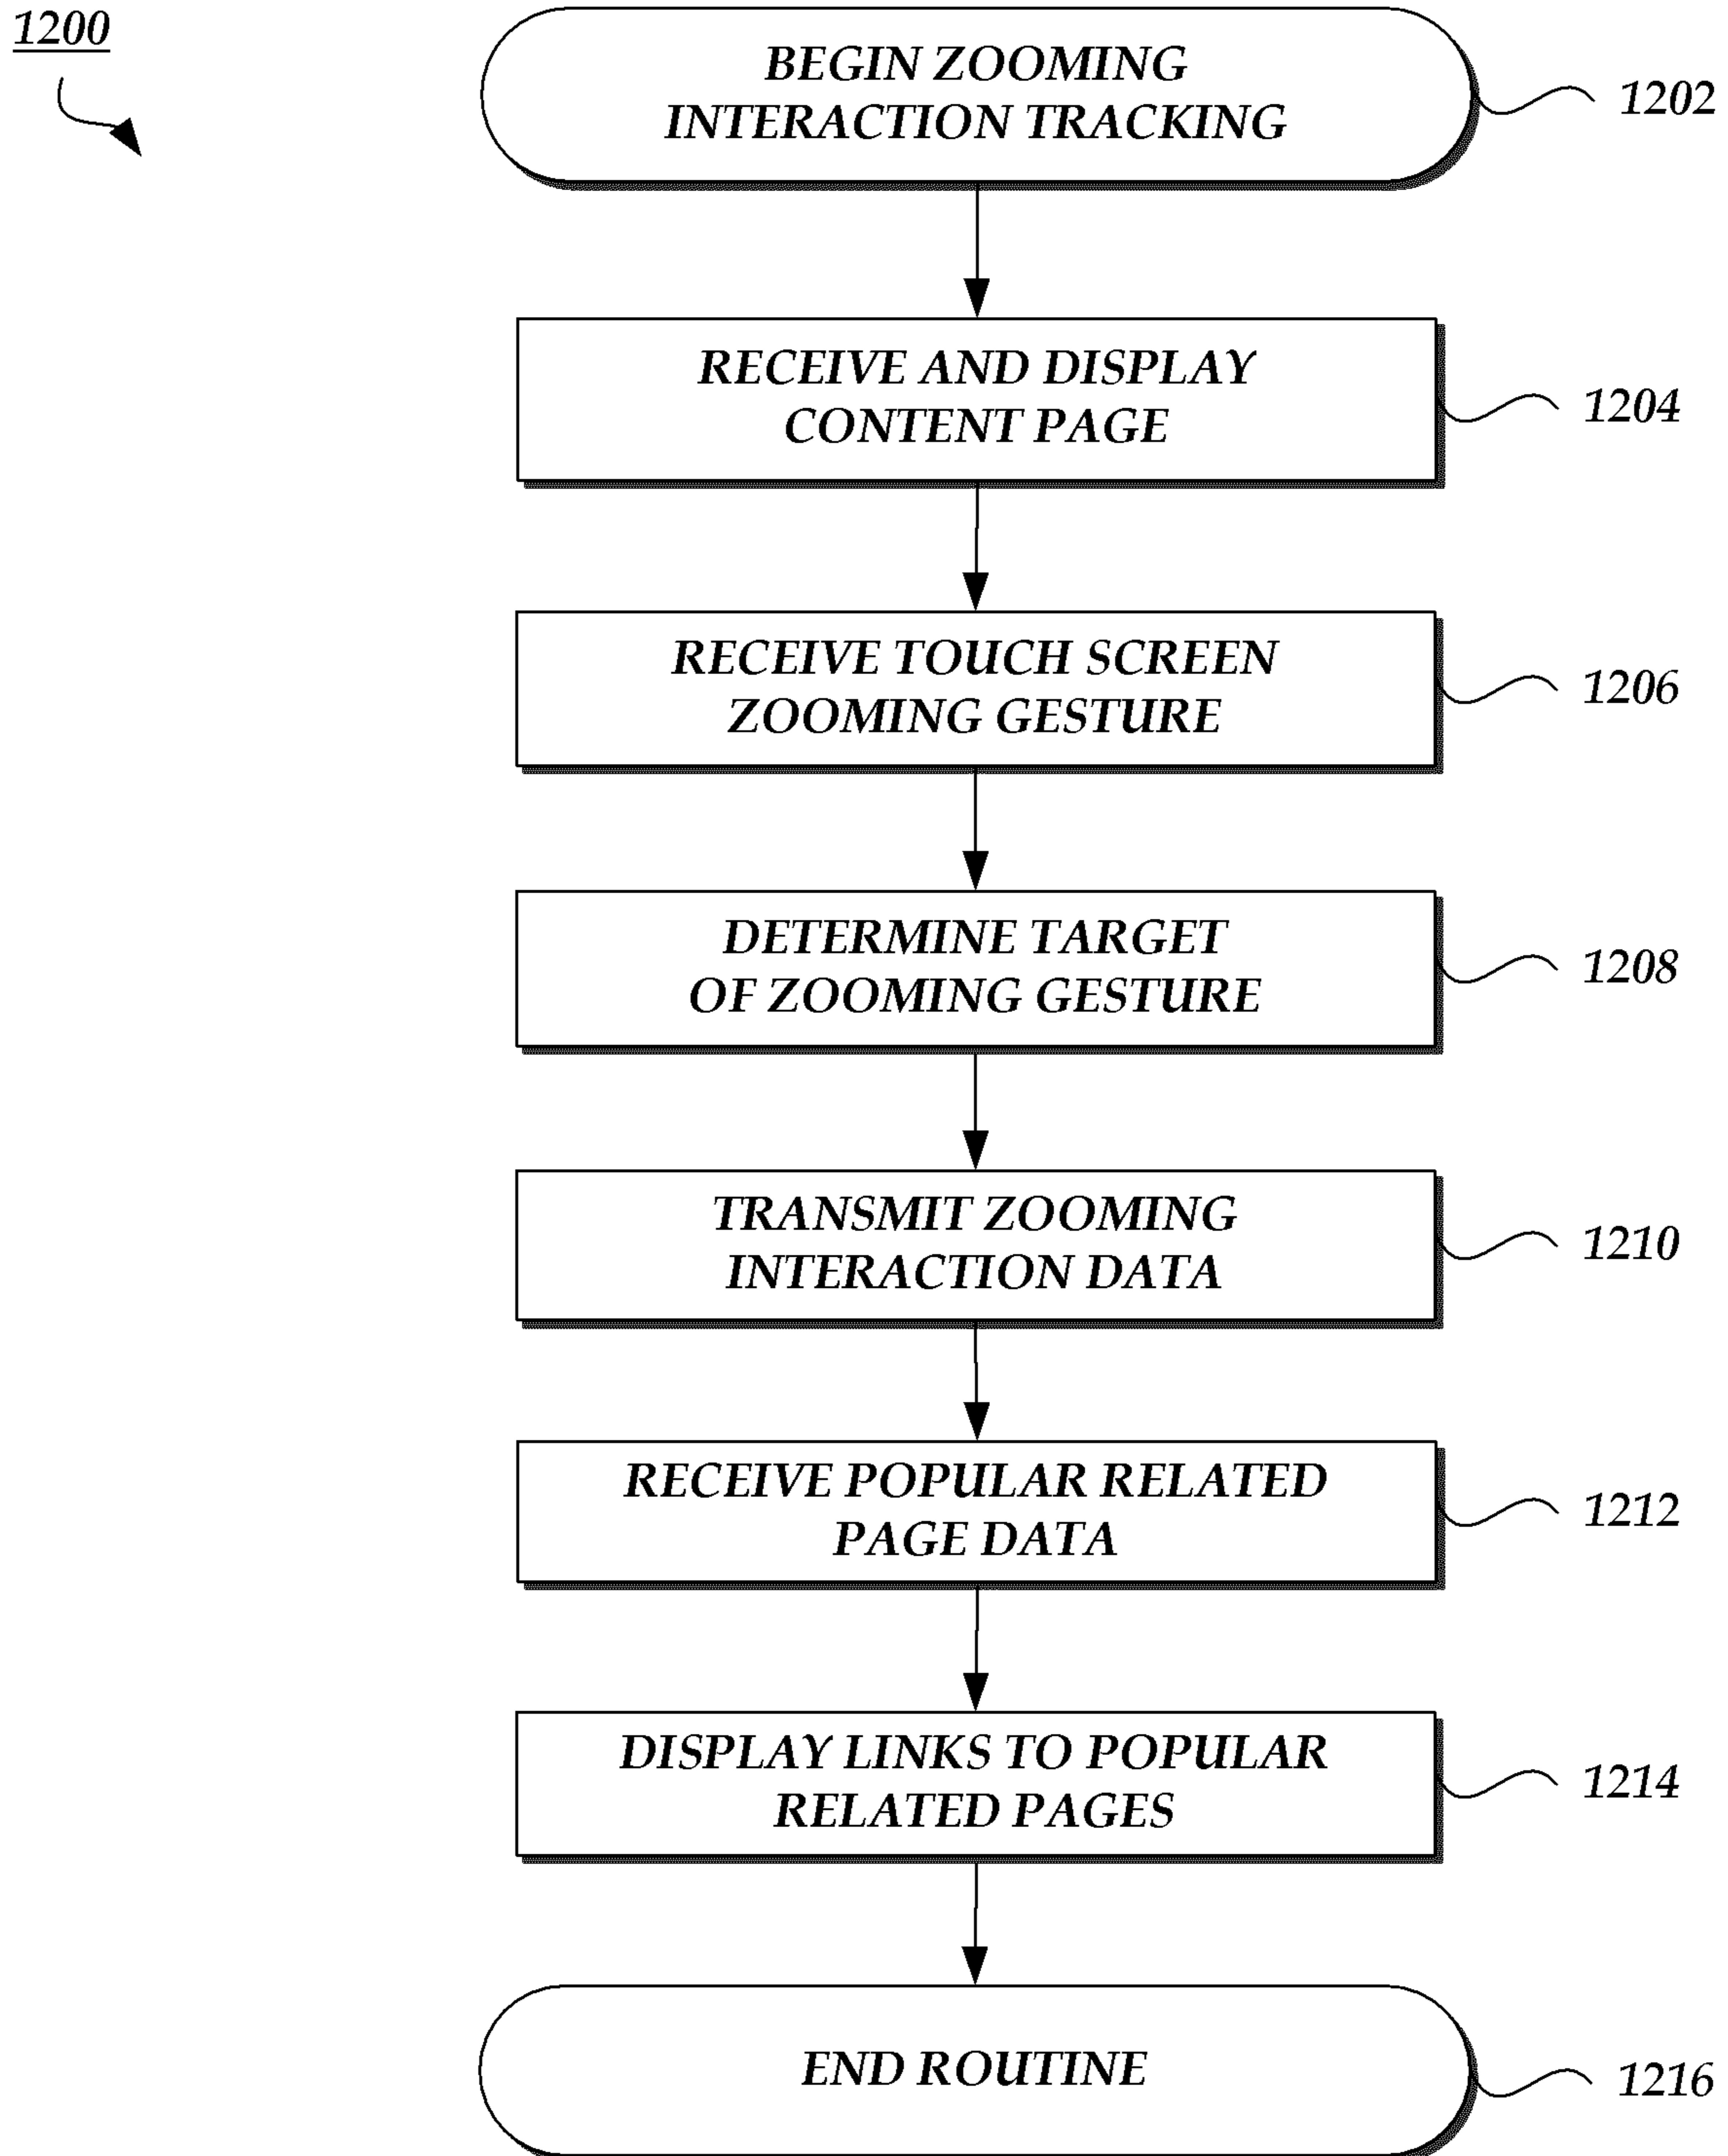 1200
BEGIN ZOOMING
INTERACTION TRACKING
1202
RECEIVE AND DISPLAY
CONTENT PAGE
1204
RECEIVE TOUCH SCREEN
ZOOMING GESTURE
1206
DETERMINE TARGET
OF ZOOMING GESTURE
1208
TRANSMIT ZOOMING
INTERACTION DATA
1210
RECEIVE POPULAR RELATED
PAGE DATA
1212
DISPLAY LINKS TO POPULAR
RELATED PAGES
1214
END ROUTINE
1216